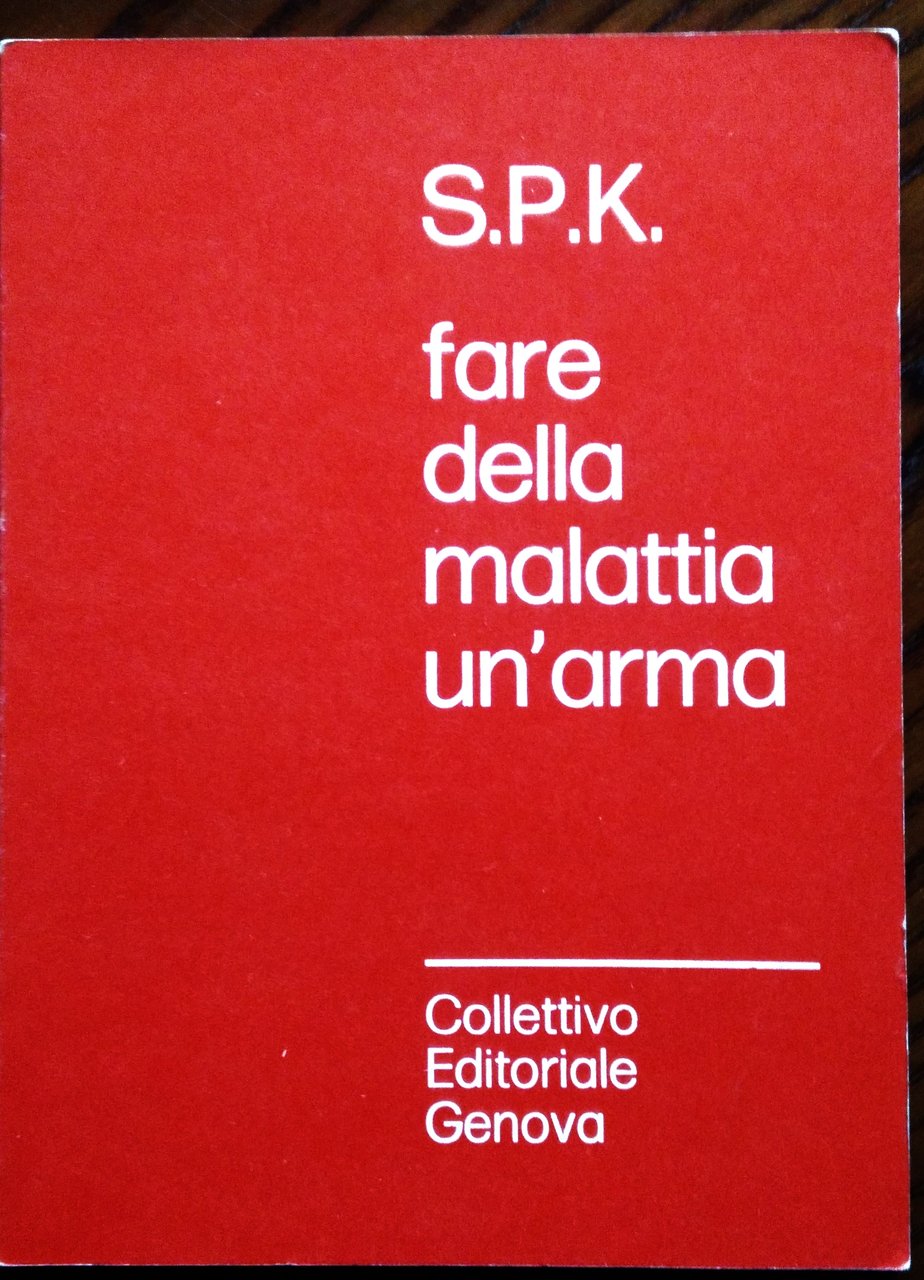 S.P.K.
fare
della
malattia
un'arma
Collettivo
Editoriale
Genova